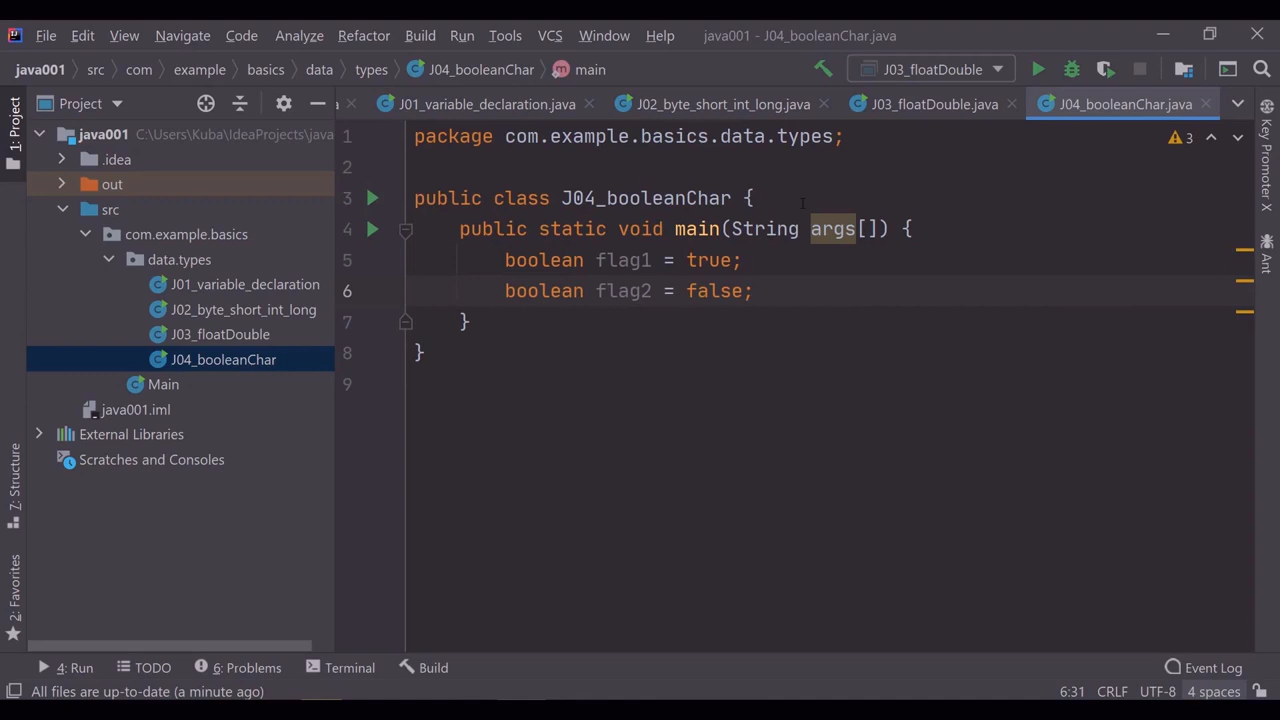 File Edit View Navigate Code Analyze Refactor Build Run Tools VCS Window Help java001 - J04_booleanChar.java
java001 src com example basics data types J04_booleanChar main J03_floatDouble
Project
J01_variable_declaration.java J02_byte_short_int_long.java J03_floatDouble.java J04_booleanChar.java
1: Project
java001 C:\Users\Kuba\IdeaProjects\java
.idea
out
src
com.example.basics
data.types
J01_variable_declaration
J02_byte_short_int_long
J03_floatDouble
J04_booleanChar
Main
java001.iml
External Libraries
Scratches and Consoles
Z: Structure
2: Favorites
1 package com.example.basics.data.types;
2
3 public class J04_booleanChar {
4 public static void main(String args[]) {
5 boolean flag1 = true;
6 boolean flag2 = false;
7 }
8 }
9
3
Key Promoter X
Ant
4: Run TODO 6: Problems Terminal Build Event Log
All files are up-to-date (a minute ago) 6:31 CRLF UTF-8 4 spaces